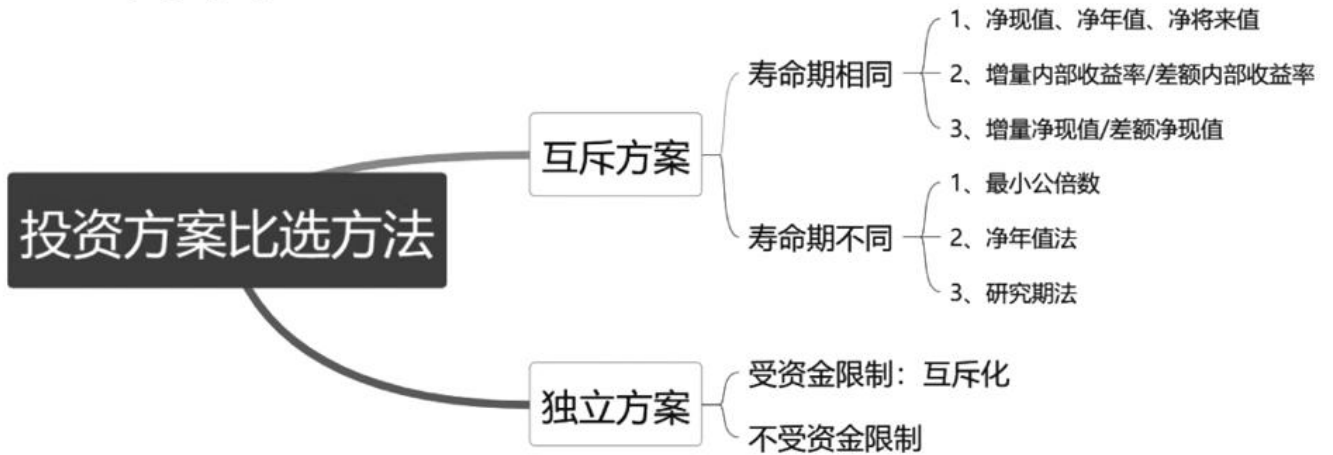 投资方案比选方法
互斥方案
寿命期相同
1、净现值、净年值、净将来值
2、增量内部收益率/差额内部收益率
3、增量净现值/差额净现值
寿命期不同
1、最小公倍数
2、净年值法
3、研究期法
独立方案
受资金限制：互斥化
不受资金限制